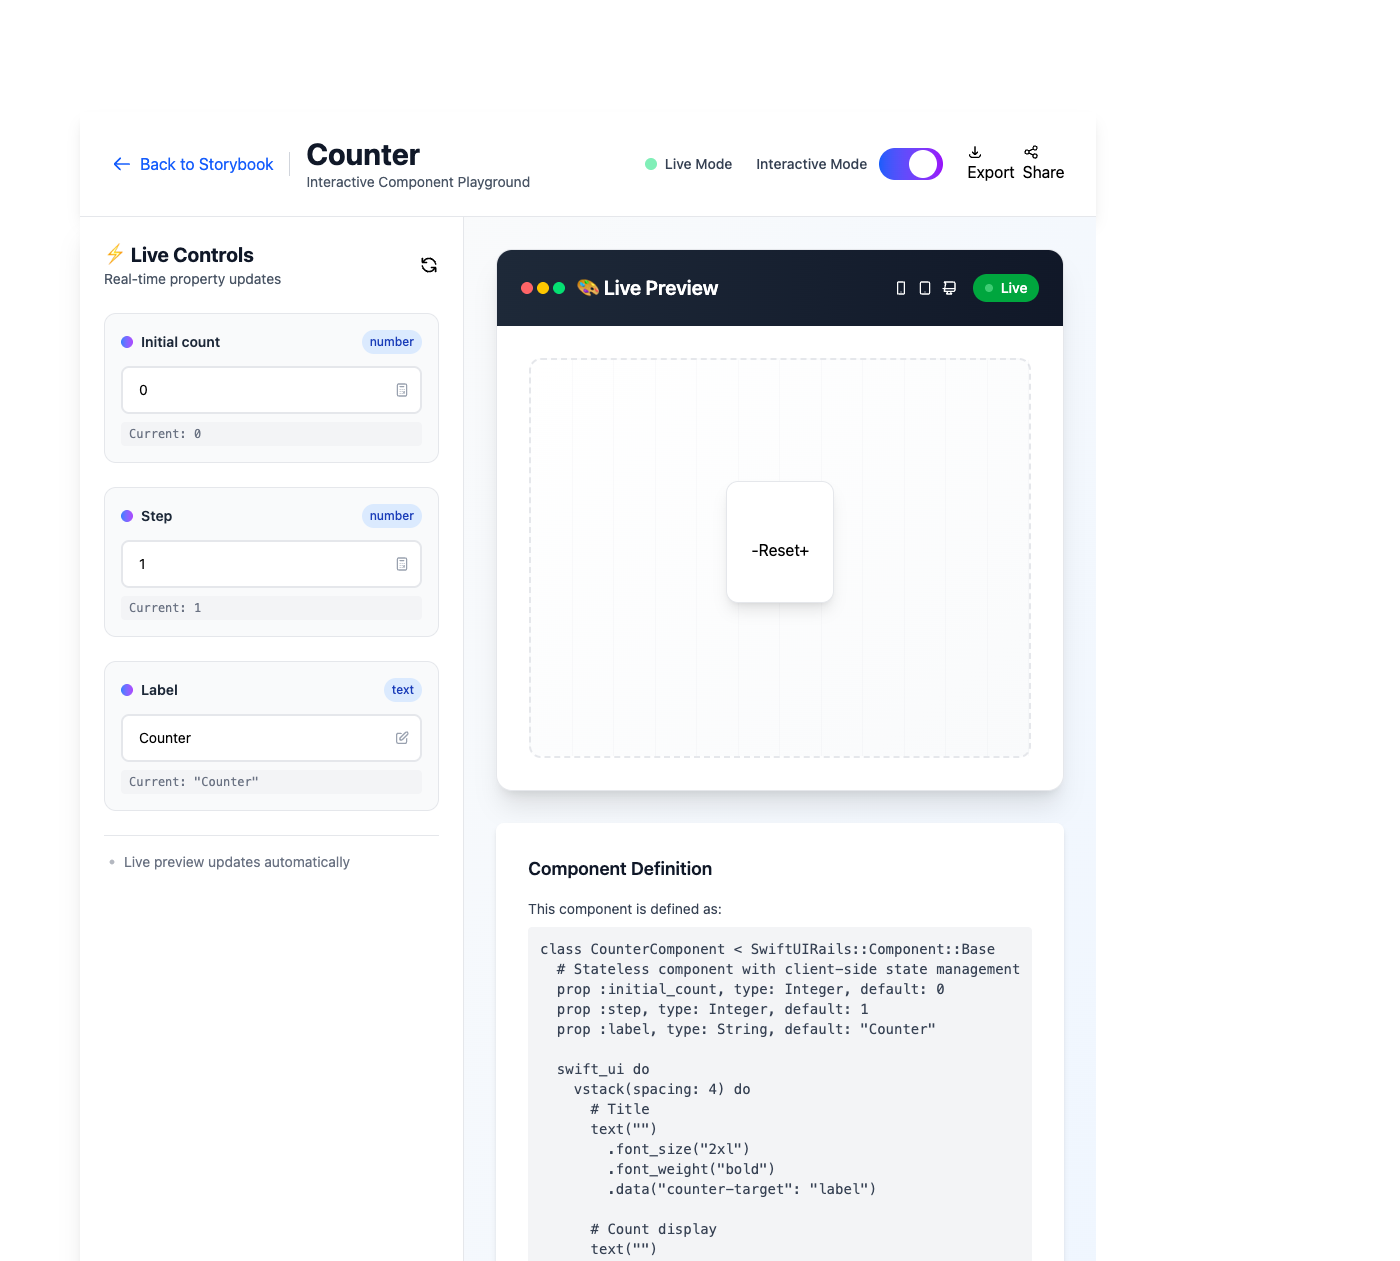 Back to Storybook
Counter
Interactive Component Playground
Live Mode
Interactive Mode
Export
Share
⚡ Live Controls
Real-time property updates
Initial count
number
0
Current: 0
Step
number
1
Current: 1
Label
text
Counter
Current: "Counter"
Live preview updates automatically
🎨 Live Preview
Live
-Reset+
Component Definition
This component is defined as:
class CounterComponent < SwiftUIRails::Component::Base
  # Stateless component with client-side state management
  prop :initial_count, type: Integer, default: 0
  prop :step, type: Integer, default: 1
  prop :label, type: String, default: "Counter"

  swift_ui do
    vstack(spacing: 4) do
      # Title
      text("")
        .font_size("2xl")
        .font_weight("bold")
        .data("counter-target": "label")

      # Count display
      text("")